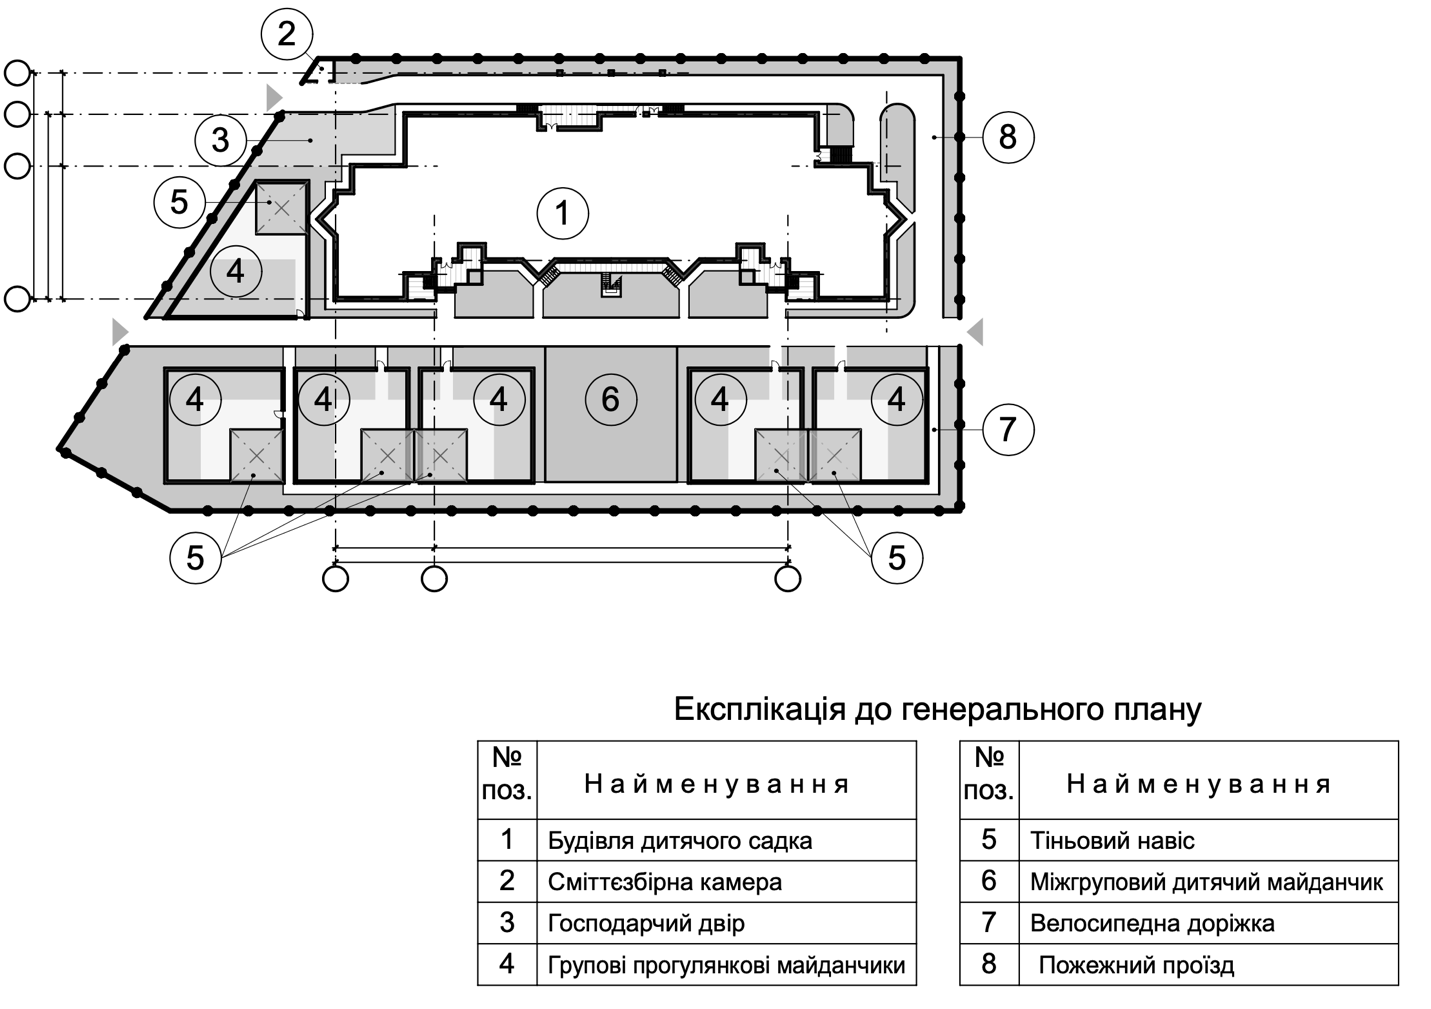 2
3
8
5
1
4
4
4
4
6
4
4
7
5
5
Експлікація до генерального плану
№ поз.
Найменування
1 Будівля дитячого садка
2 Сміттєзбірна камера
3 Господарчий двір
4 Групові прогулянкові майданчики
№ поз.
Найменування
5 Тіньовий навіс
6 Міжгруповий дитячий майданчик
7 Велосипедна доріжка
8 Пожежний проїзд